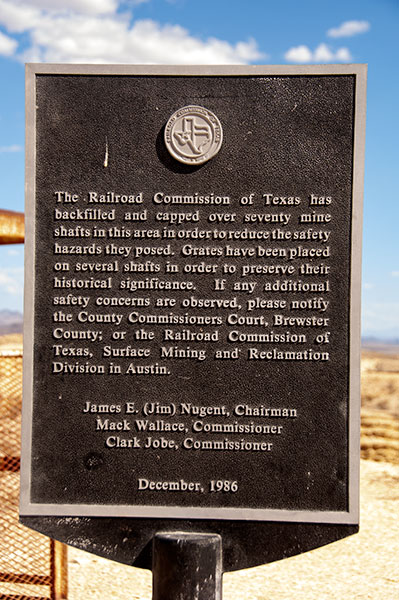 The Railroad Commission of Texas has
backfilled and capped over seventy mine
shafts in this area in order to reduce the safety
hazards they posed. Grates have been placed
on several shafts in order to preserve their
historical significance. If any additional
safety concerns are observed, please notify
the County Commissioners Court, Brewster
County; or the Railroad Commission of
Texas, Surface Mining and Reclamation
Division in Austin.
James E. (Jim) Nugent, Chairman
Mack Wallace, Commissioner
Clark Jobe, Commissioner
December, 1986